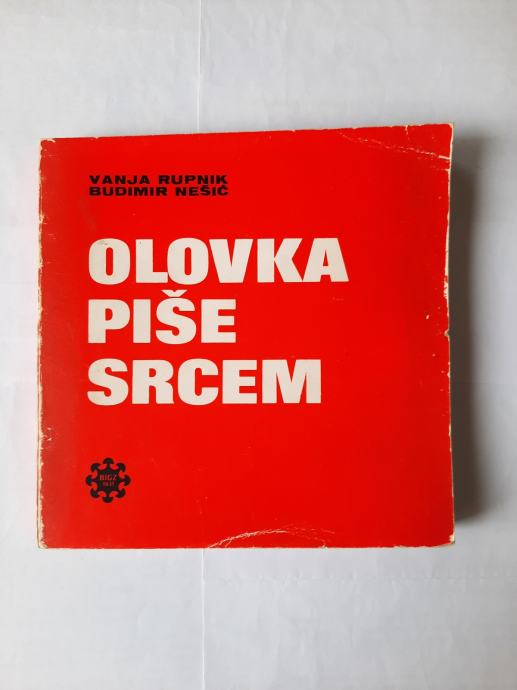 VANJA RUPNIK
BUDIMIR NEŠIĆ
OLOVKA
PIŠE
SRCEM
BIGZ